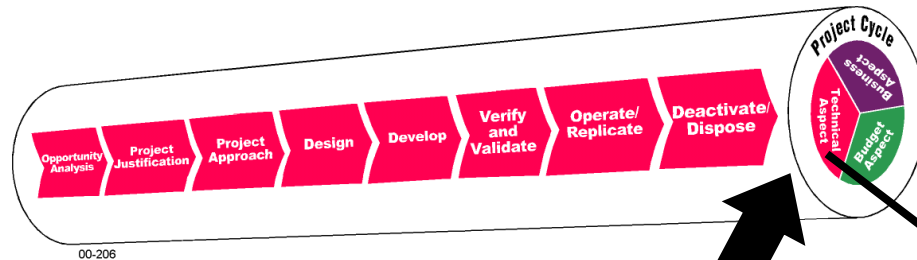 Project Cycle
Business
Aspect
Technical
Aspect
Budget
Aspect
Opportunity
Analysis
Project
Justification
Project
Approach
Design
Develop
Verify
and
Validate
Operate/
Replicate
Deactivate/
Dispose
00-206